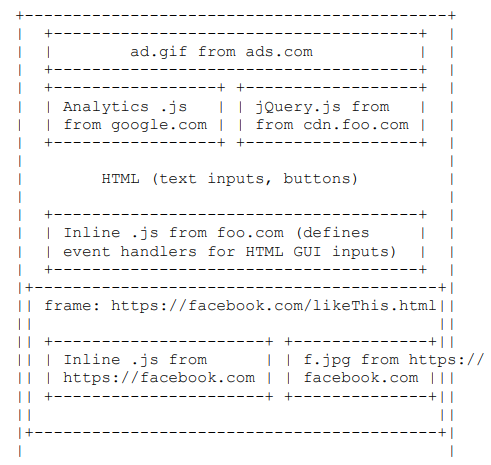 ad.gif from ads.com
Analytics .js
from google.com
jQuery.js from
from cdn.foo.com
HTML (text inputs, buttons)
Inline .js from foo.com (defines
event handlers for HTML GUI inputs)
frame: https://facebook.com/likeThis.html
Inline .js from
https://facebook.com
f.jpg from https://
facebook.com